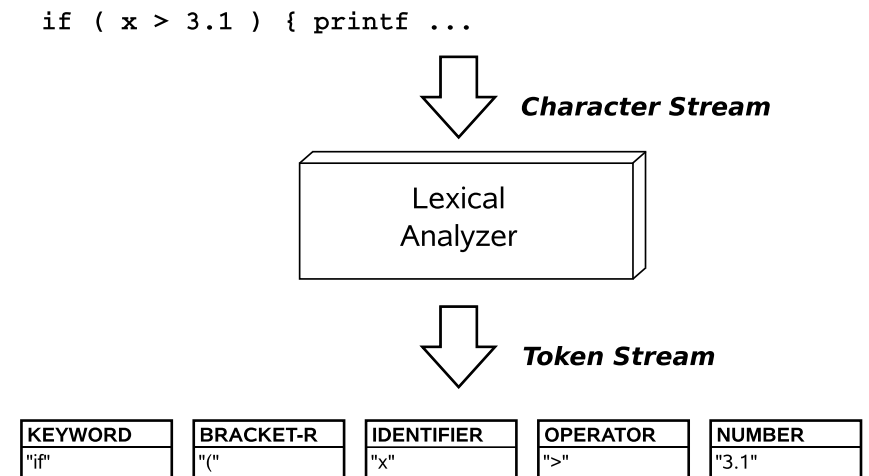 if ( x > 3.1 ) { printf ...
Character Stream
Lexical
Analyzer
Token Stream
KEYWORD BRACKET-R IDENTIFIER OPERATOR NUMBER
"if" "(" "x" ">" "3.1"